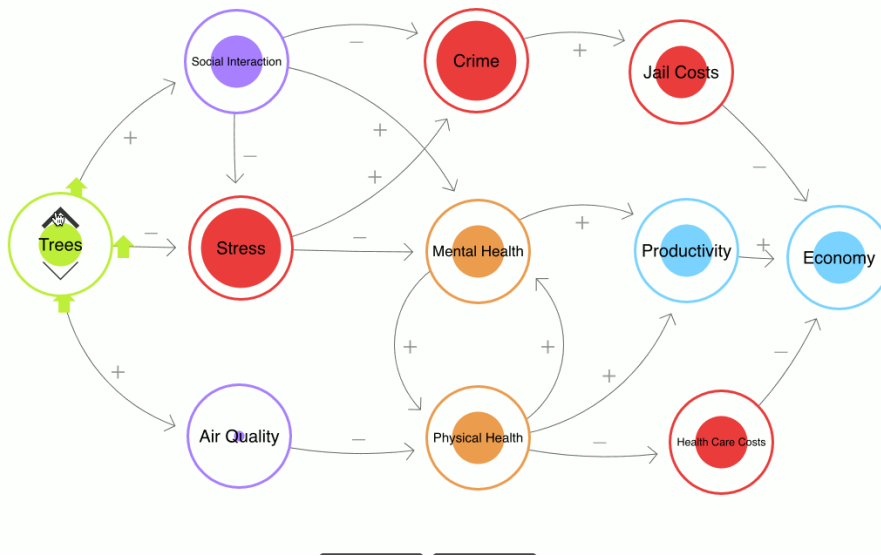 Social Interaction
Crime
Jail Costs
Trees
Stress
Mental Health
Productivity
Economy
Air Quality
Physical Health
Health Care Costs
+
−
+
−
+
+
+
−
−
−
+
+
+
+
+
−
+
−
−
−